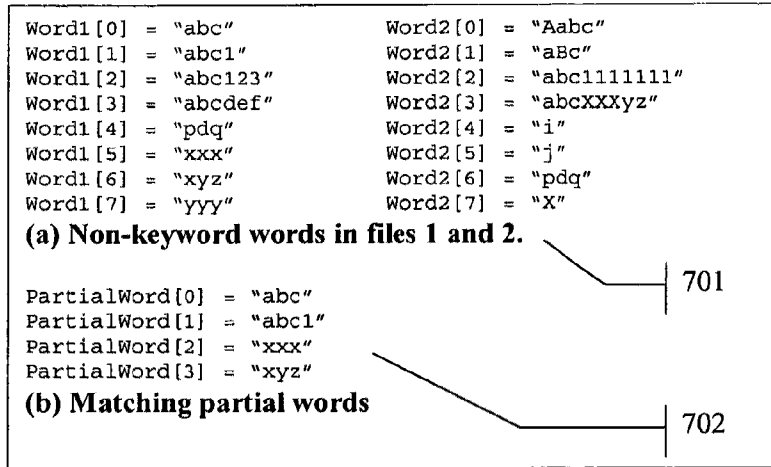 Word1[0] = "abc" Word2[0] = "Aabc"
Word1[1] = "abc1" Word2[1] = "aBc"
Word1[2] = "abc123" Word2[2] = "abc1111111"
Word1[3] = "abcdef" Word2[3] = "abcXXXyz"
Word1[4] = "pdq" Word2[4] = "i"
Word1[5] = "xxx" Word2[5] = "j"
Word1[6] = "xyz" Word2[6] = "pdq"
Word1[7] = "yyy" Word2[7] = "X"
(a) Non-keyword words in files 1 and 2.
701
PartialWord[0] = "abc"
PartialWord[1] = "abc1"
PartialWord[2] = "xxx"
PartialWord[3] = "xyz"
(b) Matching partial words
702